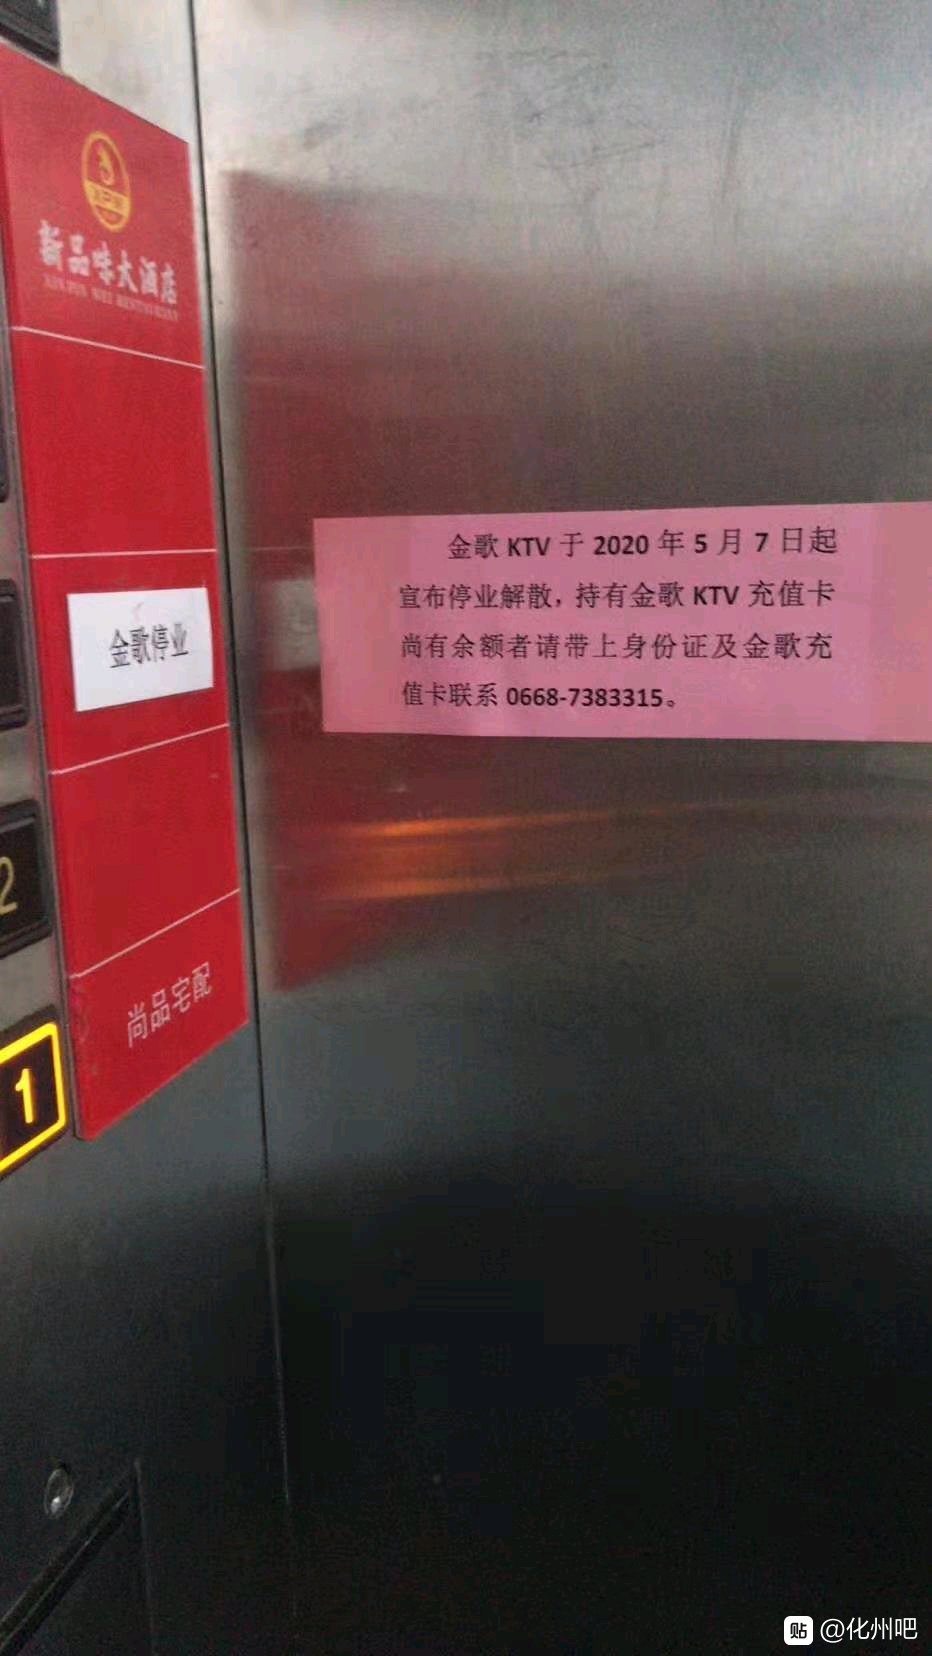 新品味大酒店
XINPIN WEI RESTAURANT
金歌停业
尚品宅配
2
1
金歌 KTV 于 2020 年 5 月 7 日起
宣布停业解散，持有金歌 KTV 充值卡
尚有余额者请带上身份证及金歌充
值卡联系 0668-7383315。
贴 @化州吧